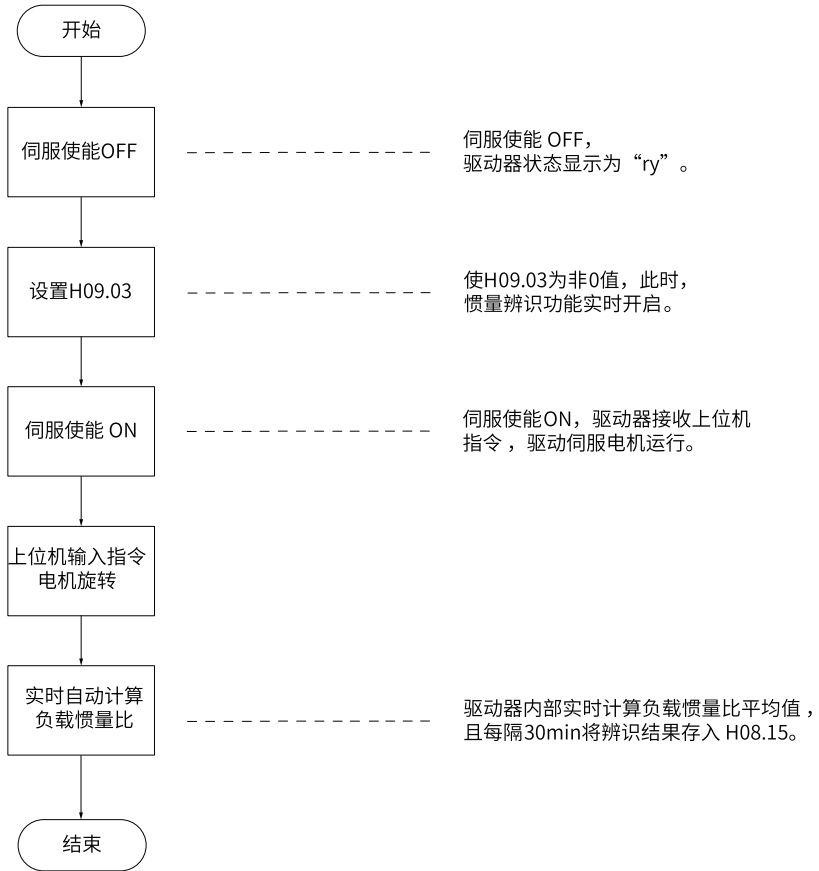 开始
伺服使能OFF
伺服使能 OFF，
驱动器状态显示为“ry”。
设置H09.03
使H09.03为非0值，此时，
惯量辨识功能实时开启。
伺服使能 ON
伺服使能ON，驱动器接收上位机
指令，驱动伺服电机运行。
上位机输入指令
电机旋转
实时自动计算
负载惯量比
驱动器内部实时计算负载惯量比平均值，
且每隔30min将辨识结果存入 H08.15。
结束